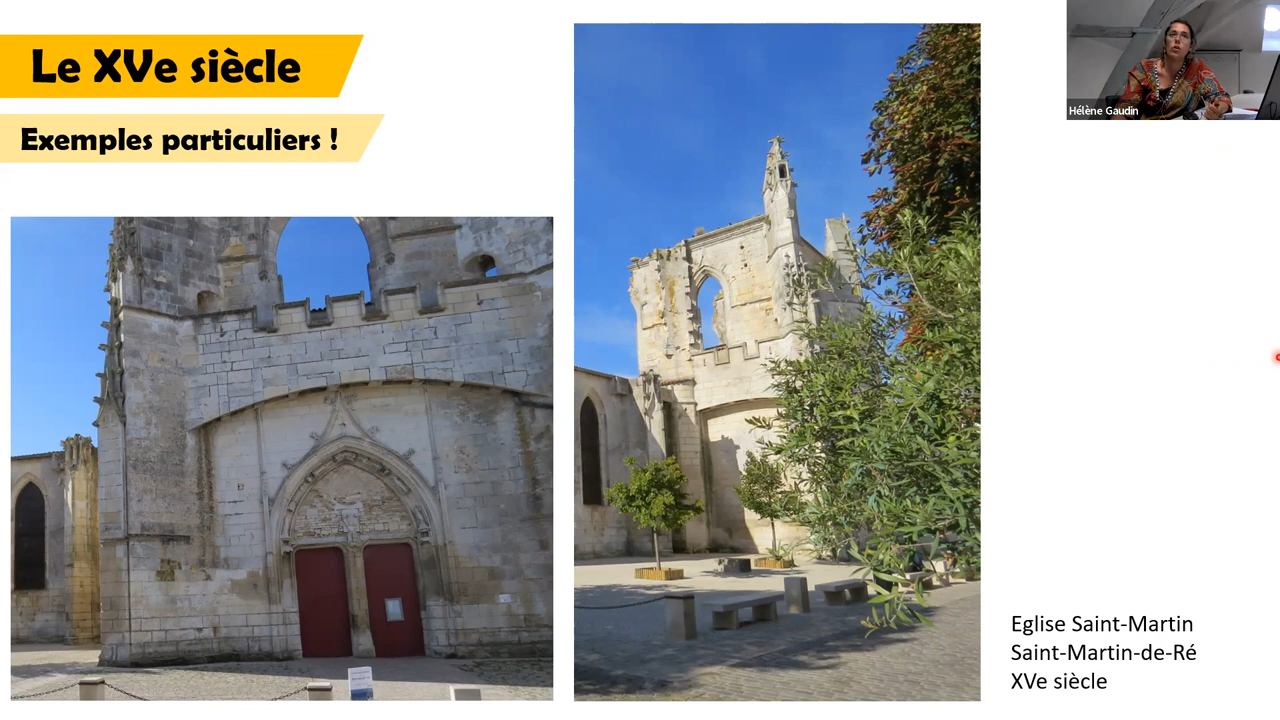 Le XVe siècle
Exemples particuliers !
Hélène Gaudin
Eglise Saint-Martin
Saint-Martin-de-Ré
XVe siècle